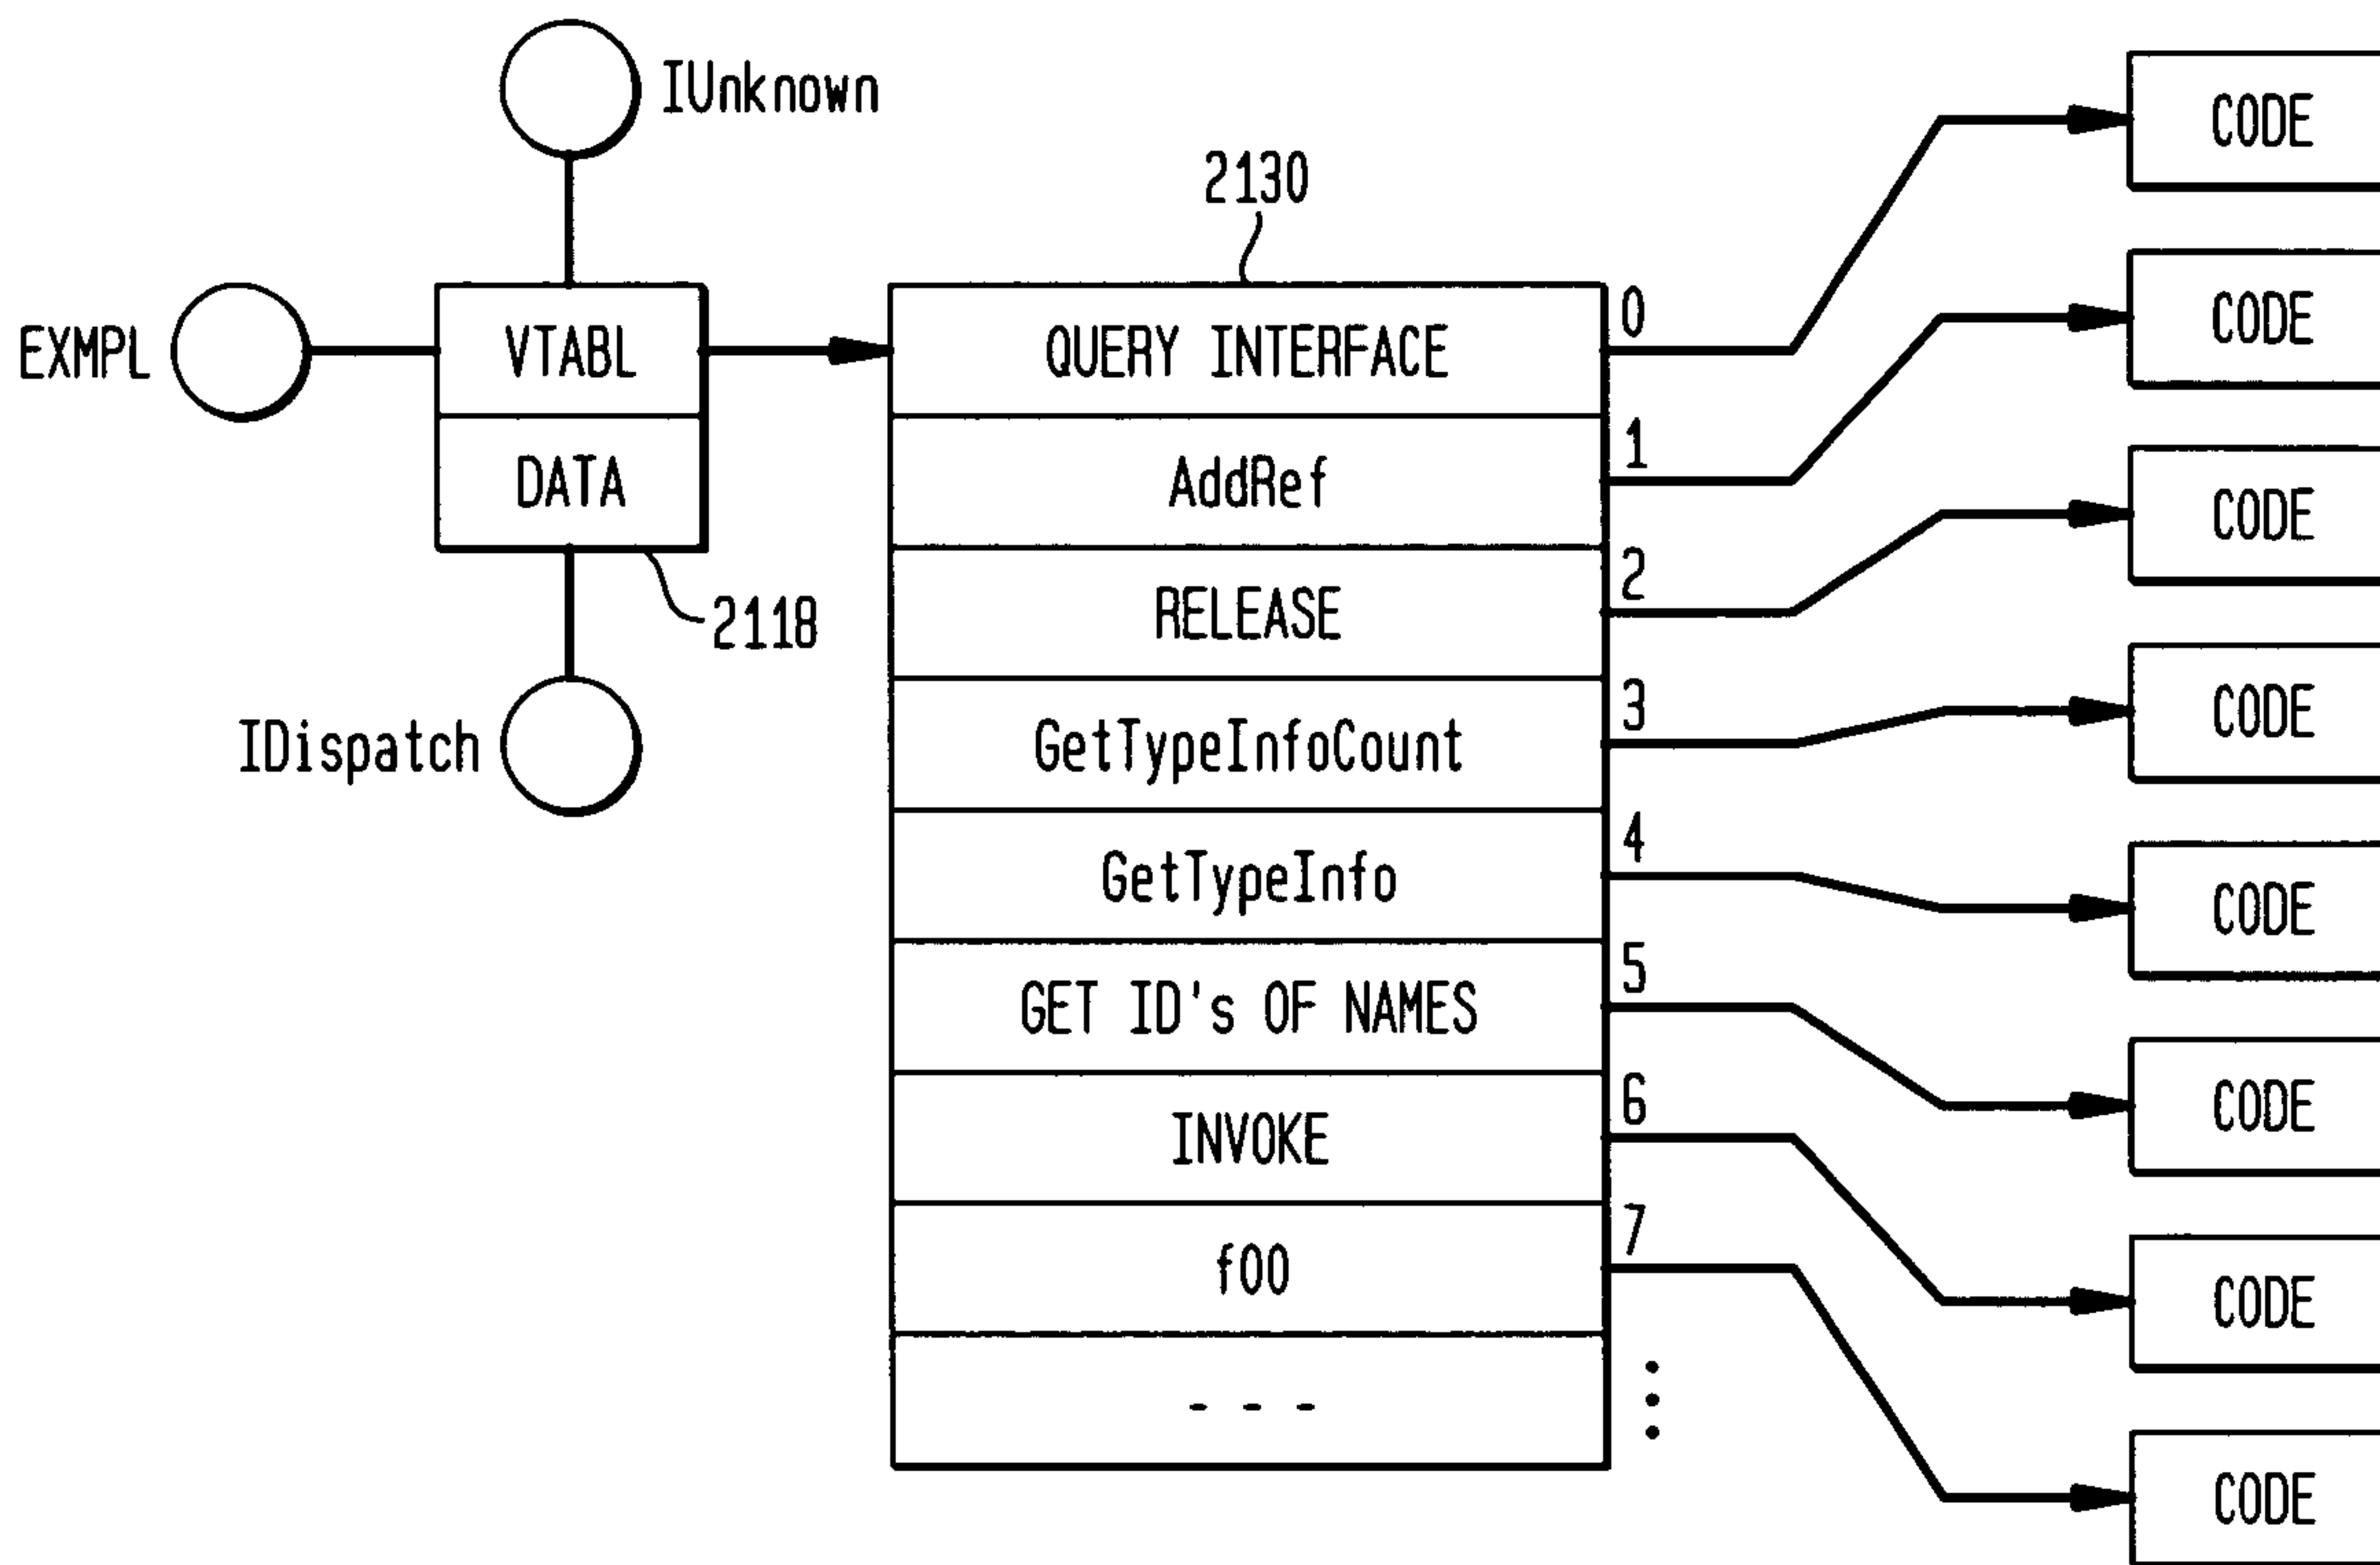 IUnknown
EXMPL
VTABL
DATA
2118
IDispatch
2130
QUERY INTERFACE
AddRef
RELEASE
GetTypeInfoCount
GetTypeInfo
GET ID's OF NAMES
INVOKE
f00
- - -
0
1
2
3
4
5
6
7
CODE
CODE
CODE
CODE
CODE
CODE
CODE
CODE